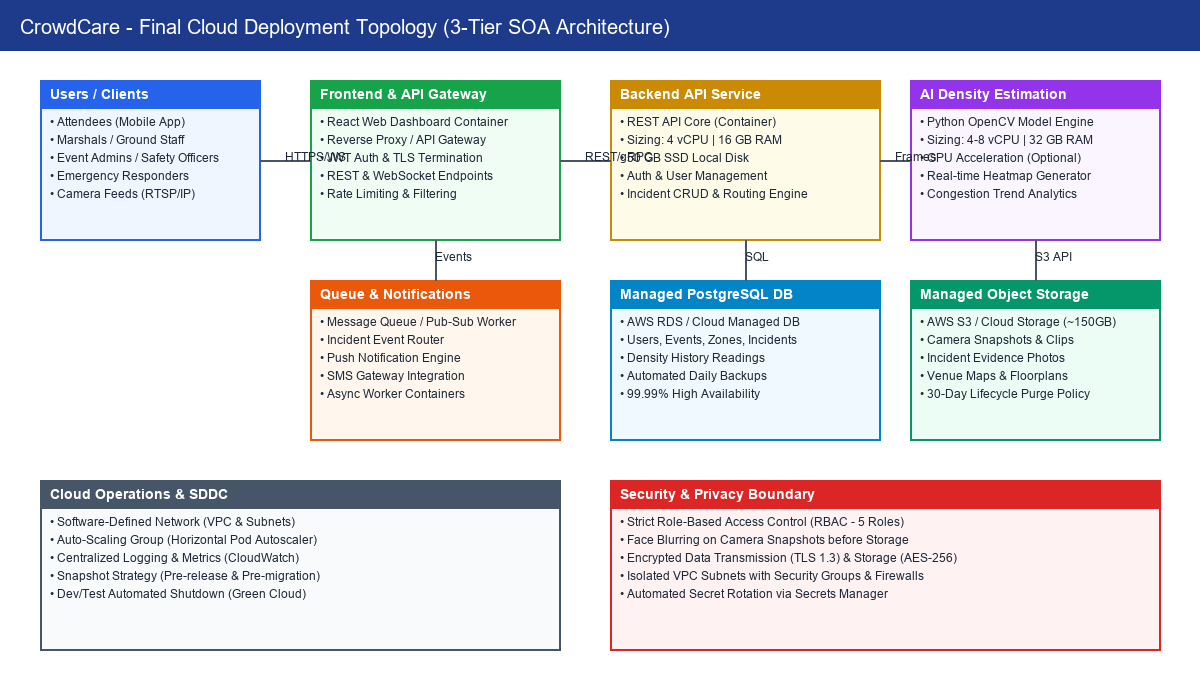 CrowdCare - Final Cloud Deployment Topology (3-Tier SOA Architecture)
Users / Clients
• Attendees (Mobile App)
• Marshals / Ground Staff
• Event Admins / Safety Officers
• Emergency Responders
• Camera Feeds (RTSP/IP)
HTTPS/WS
Frontend & API Gateway
• React Web Dashboard Container
• Reverse Proxy / API Gateway
• JWT Auth & TLS Termination
• REST & WebSocket Endpoints
• Rate Limiting & Filtering
REST/gRPC
Backend API Service
• REST API Core (Container)
• Sizing: 4 vCPU | 16 GB RAM
GB SSD Local Disk
• Auth & User Management
• Incident CRUD & Routing Engine
Frames
AI Density Estimation
• Python OpenCV Model Engine
• Sizing: 4-8 vCPU | 32 GB RAM
• GPU Acceleration (Optional)
• Real-time Heatmap Generator
• Congestion Trend Analytics
Events
SQL
S3 API
Queue & Notifications
• Message Queue / Pub-Sub Worker
• Incident Event Router
• Push Notification Engine
• SMS Gateway Integration
• Async Worker Containers
Managed PostgreSQL DB
• AWS RDS / Cloud Managed DB
• Users, Events, Zones, Incidents
• Density History Readings
• Automated Daily Backups
• 99.99% High Availability
Managed Object Storage
• AWS S3 / Cloud Storage (~150GB)
• Camera Snapshots & Clips
• Incident Evidence Photos
• Venue Maps & Floorplans
• 30-Day Lifecycle Purge Policy
Cloud Operations & SDDC
• Software-Defined Network (VPC & Subnets)
• Auto-Scaling Group (Horizontal Pod Autoscaler)
• Centralized Logging & Metrics (CloudWatch)
• Snapshot Strategy (Pre-release & Pre-migration)
• Dev/Test Automated Shutdown (Green Cloud)
Security & Privacy Boundary
• Strict Role-Based Access Control (RBAC - 5 Roles)
• Face Blurring on Camera Snapshots before Storage
• Encrypted Data Transmission (TLS 1.3) & Storage (AES-256)
• Isolated VPC Subnets with Security Groups & Firewalls
• Automated Secret Rotation via Secrets Manager